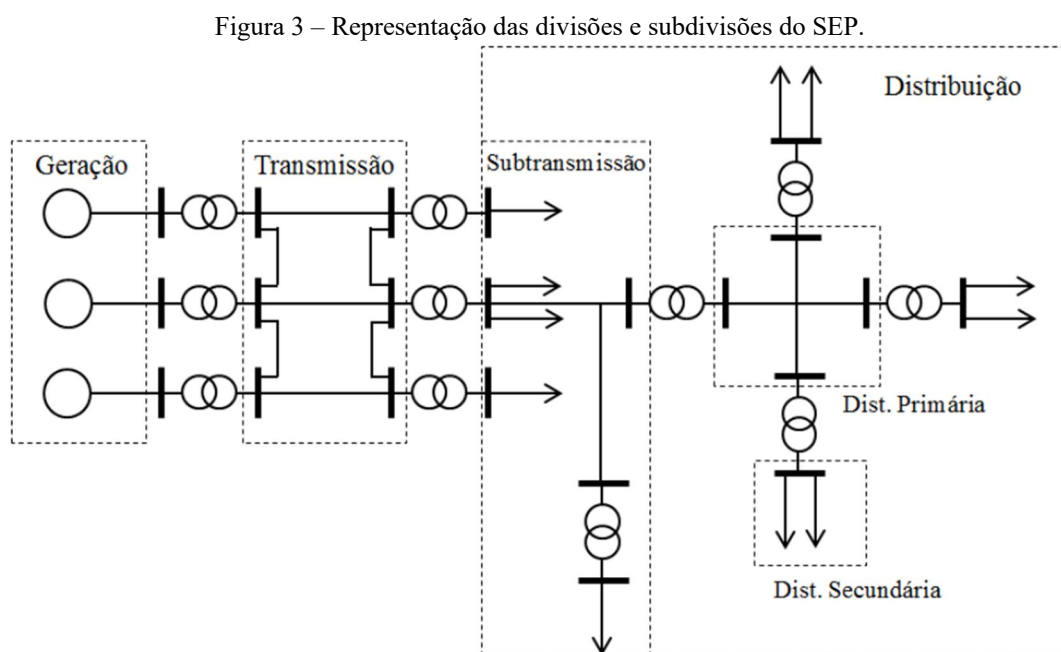 Figura 3 – Representação das divisões e subdivisões do SEP.
Distribuição
Geração
Transmissão
Subtransmissão
Dist. Primária
Dist. Secundária